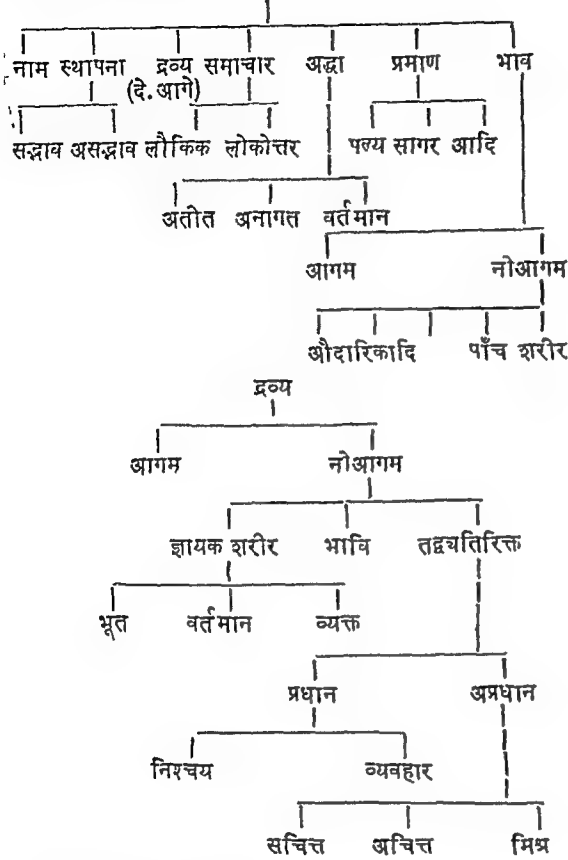 नाम स्थापना द्रव्य समाचार अद्धा प्रमाण भाव
(दे. आगे)
सद्भाव असद्भाव लौकिक लोकोत्तर पल्य सागर आदि
अतीत अनागत वर्तमान
आगम नोआगम
औदारिकादि पाँच शरीर
द्रव्य
आगम नोआगम
ज्ञायक शरीर भावि तद्व्यतिरिक्त
भूत वर्तमान व्यक्त
प्रधान अप्रधान
निश्चय व्यवहार
सचित्त अचित्त मिश्र